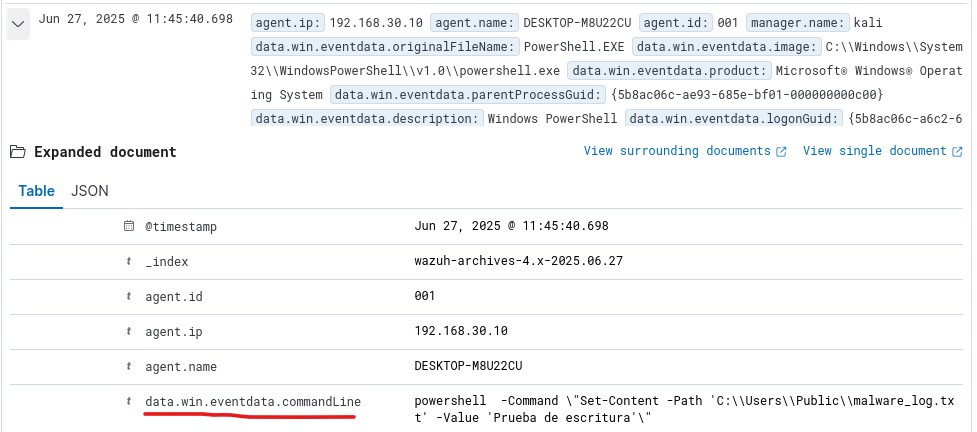 Jun 27, 2025 @ 11:45:40.698 agent.ip: 192.168.30.10 agent.name: DESKTOP-M8U22CU agent.id: 001 manager.name: kali
data.win.eventdata.originalFileName: PowerShell.EXE data.win.eventdata.image: C:\\Windows\\System
32\\WindowsPowerShell\\v1.0\\powershell.exe data.win.eventdata.product: Microsoft® Windows® Operat
ing System data.win.eventdata.parentProcessGuid: {5b8ac06c-ae93-685e-bf01-000000000c00}
data.win.eventdata.description: Windows PowerShell data.win.eventdata.logonGuid: {5b8ac06c-a6c2-6
Expanded document View surrounding documents View single document
Table JSON
@timestamp Jun 27, 2025 @ 11:45:40.698
t _index wazuh-archives-4.x-2025.06.27
t agent.id 001
t agent.ip 192.168.30.10
t agent.name DESKTOP-M8U22CU
t data.win.eventdata.commandLine powershell  -Command \"Set-Content -Path 'C:\\Users\\Public\\malware_log.tx
t' -Value 'Prueba de escritura'\"